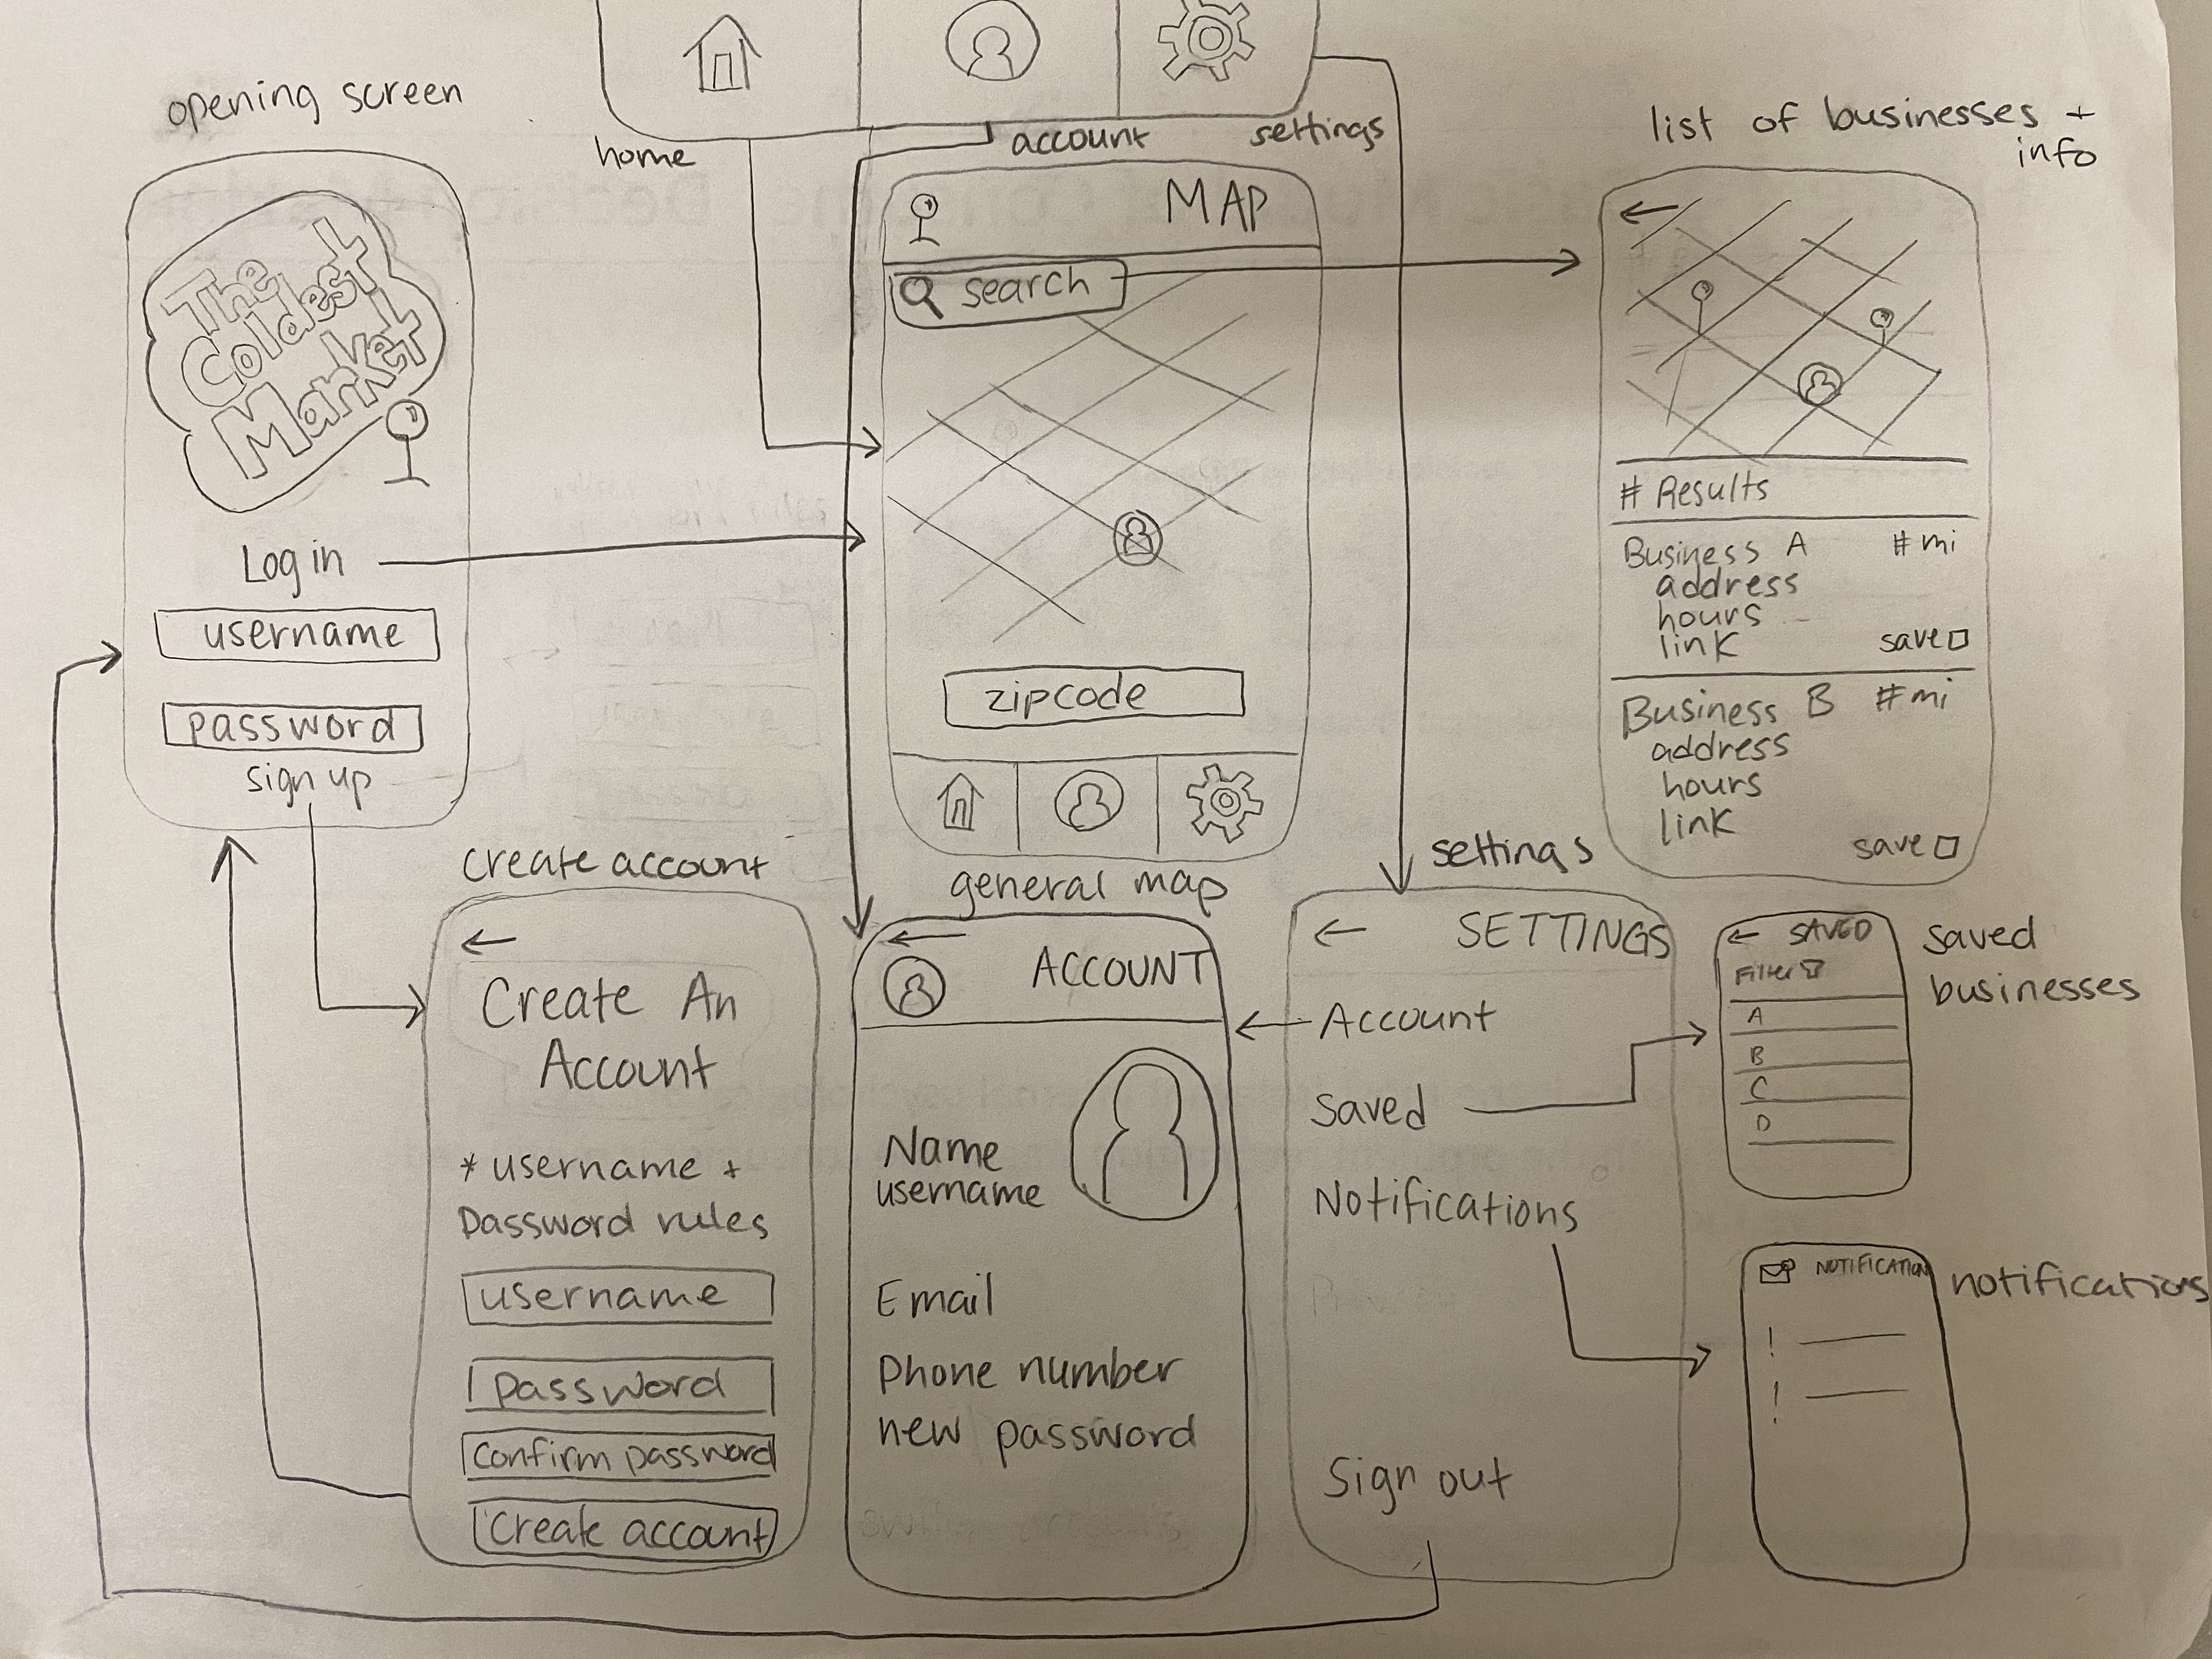 opening screen
The
Coldest
Market
Log in
username
password
sign up
home
account
settings
MAP
search
zipcode
general map
list of businesses +
info
# Results
Business A #mi
address
hours
link save
Business B #mi
address
hours
link
save
create account
Create An
Account
* username +
Password rules
username
password
confirm password
Create account
ACCOUNT
Name
username
Email
Phone number
new password
settings
SETTINGS
Account
Saved
Notifications
Sign out
SAVED
Filter
A
B
C
D
saved
businesses
NOTIFICATION
!
!
notifications